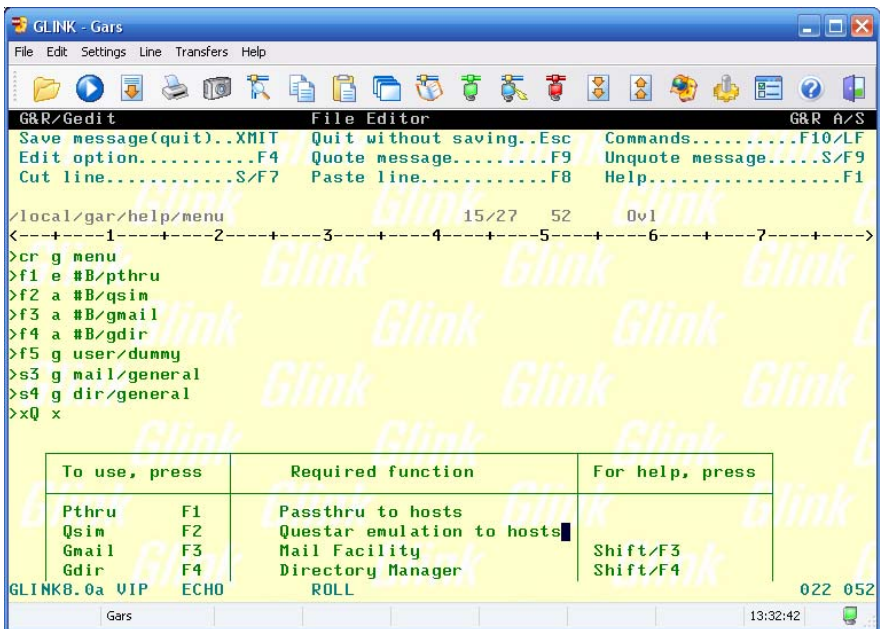 GLINK - Gars
File Edit Settings Line Transfers Help
G&R/Gedit File Editor G&R A/S
Save message(quit)..XMIT Quit without saving..Esc Commands..........F10/LF
Edit option...........F4 Quote message.........F9 Unquote message....S/F9
Cut line............S/F7 Paste line............F8 Help.................F1
/local/gar/help/menu 15/27 52 Ovl
<---+----1----+----2----+----3----+----4----+----5----+----6----+----7----+---->
>cr g menu
>f1 e #B/pthru
>f2 a #B/qsim
>f3 a #B/gmail
>f4 a #B/gdir
>f5 g user/dummy
>s3 g mail/general
>s4 g dir/general
>xQ x
To use, press Required function For help, press
Pthru F1 Passthru to hosts
Qsim F2 Questar emulation to hosts
Gmail F3 Mail Facility Shift/F3
Gdir F4 Directory Manager Shift/F4
GLINK8.0a VIP ECHO ROLL 022 052
Gars 13:32:42